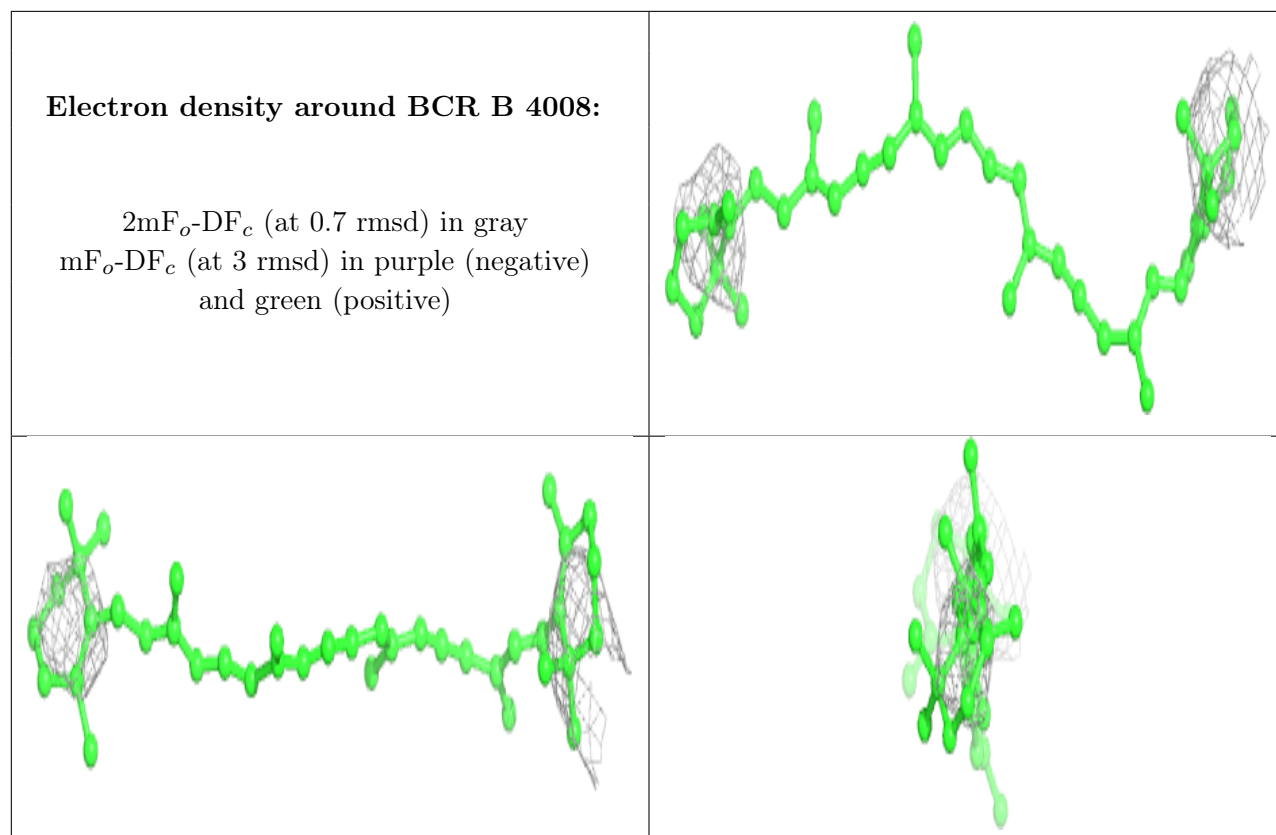 Electron density around BCR B 4008:
2mFo-DFc (at 0.7 rmsd) in gray
mFo-DFc (at 3 rmsd) in purple (negative)
and green (positive)